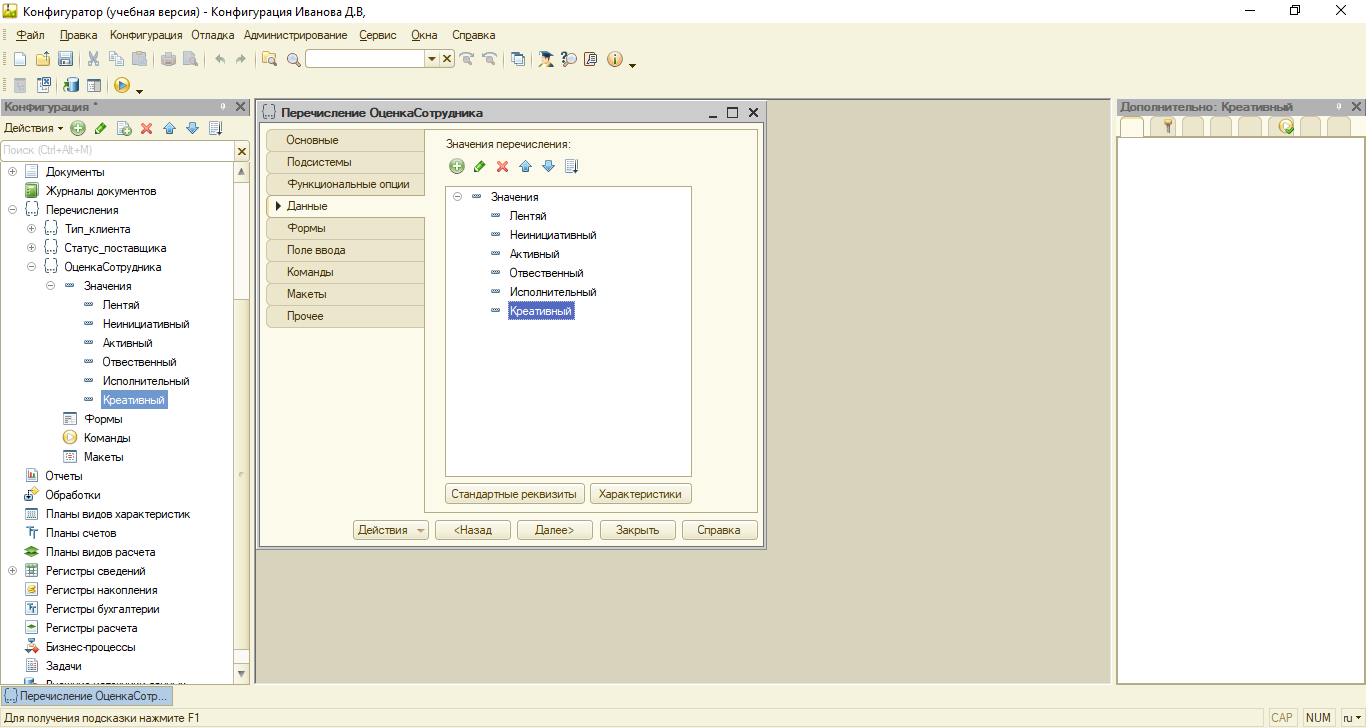 Конфигуратор (учебная версия) - Конфигурация Иванова Д.В,
Файл Правка Конфигурация Отладка Администрирование Сервис Окна Справка
Конфигурация *
Действия
Поиск (Ctrl+Alt+M)
Документы
Журналы документов
Перечисления
Тип_клиента
Статус_поставщика
ОценкаСотрудника
Значения
Лентяй
Неинициативный
Активный
Отвественный
Исполнительный
Креативный
Формы
Команды
Макеты
Отчеты
Обработки
Планы видов характеристик
Планы счетов
Планы видов расчета
Регистры сведений
Регистры накопления
Регистры бухгалтерии
Регистры расчета
Бизнес-процессы
Задачи
Перечисление ОценкаСотрудника
Основные
Подсистемы
Функциональные опции
Данные
Формы
Поле ввода
Команды
Макеты
Прочее
Значения перечисления:
Значения
Лентяй
Неинициативный
Активный
Отвественный
Исполнительный
Креативный
Стандартные реквизиты Характеристики
Действия <Назад Далее> Закрыть Справка
Дополнительно: Креативный
Перечисление ОценкаСотр...
Для получения подсказки нажмите F1
CAP NUM ru